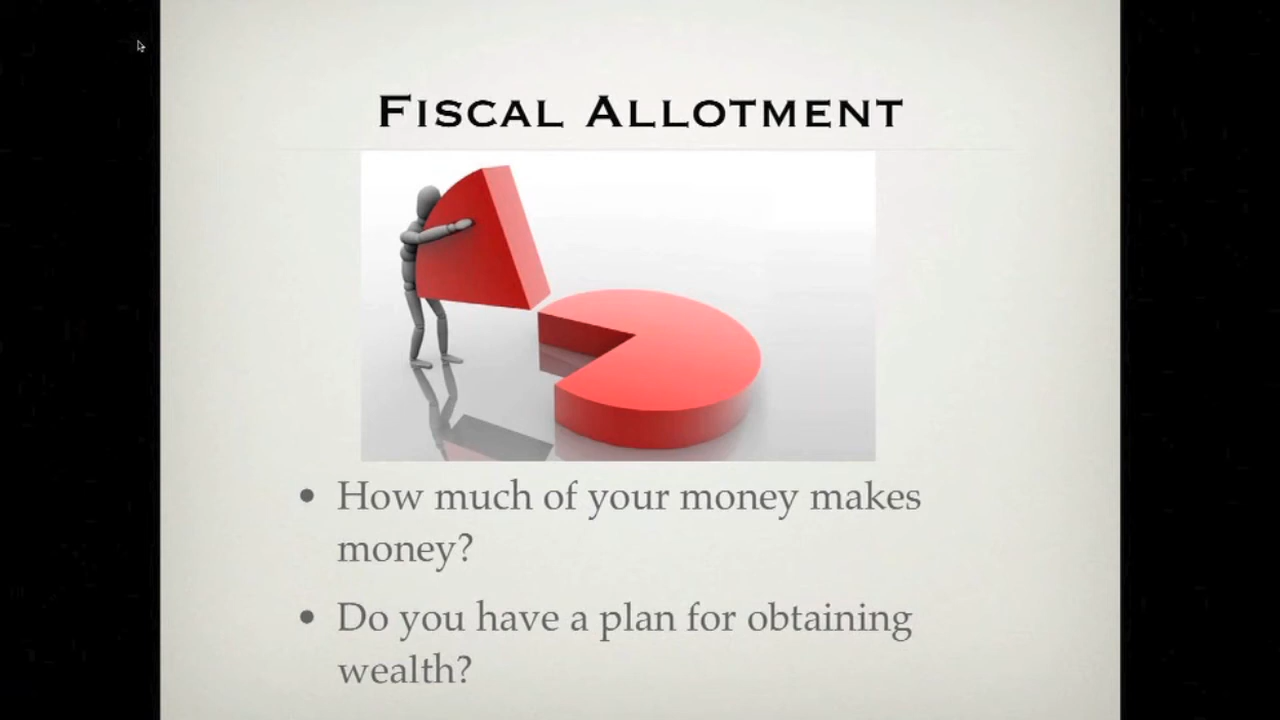 Fiscal Allotment
• How much of your money makes
money?
• Do you have a plan for obtaining
wealth?